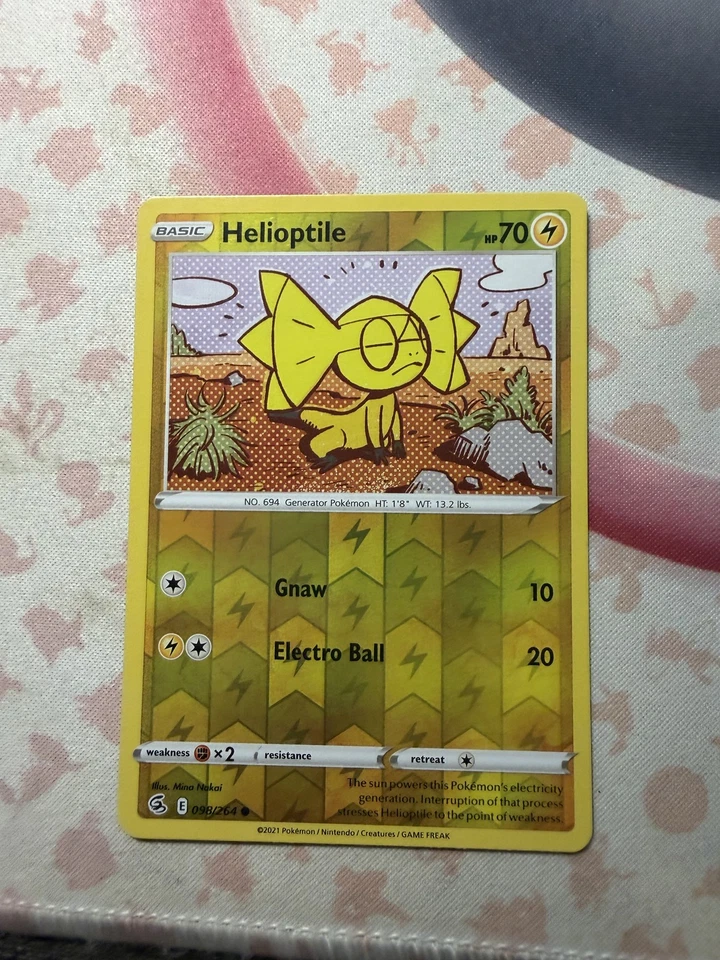 BASIC Helioptile HP70
NO. 694 Generator Pokémon HT: 1'8" WT: 13.2 lbs.
Gnaw 10
Electro Ball 20
weakness ×2 resistance retreat
Illus. Mina Nakai
The sun powers this Pokémon's electricity
generation. Interruption of that process
stresses Helioptile to the point of weakness.
E 098/264
©2021 Pokémon / Nintendo / Creatures / GAME FREAK